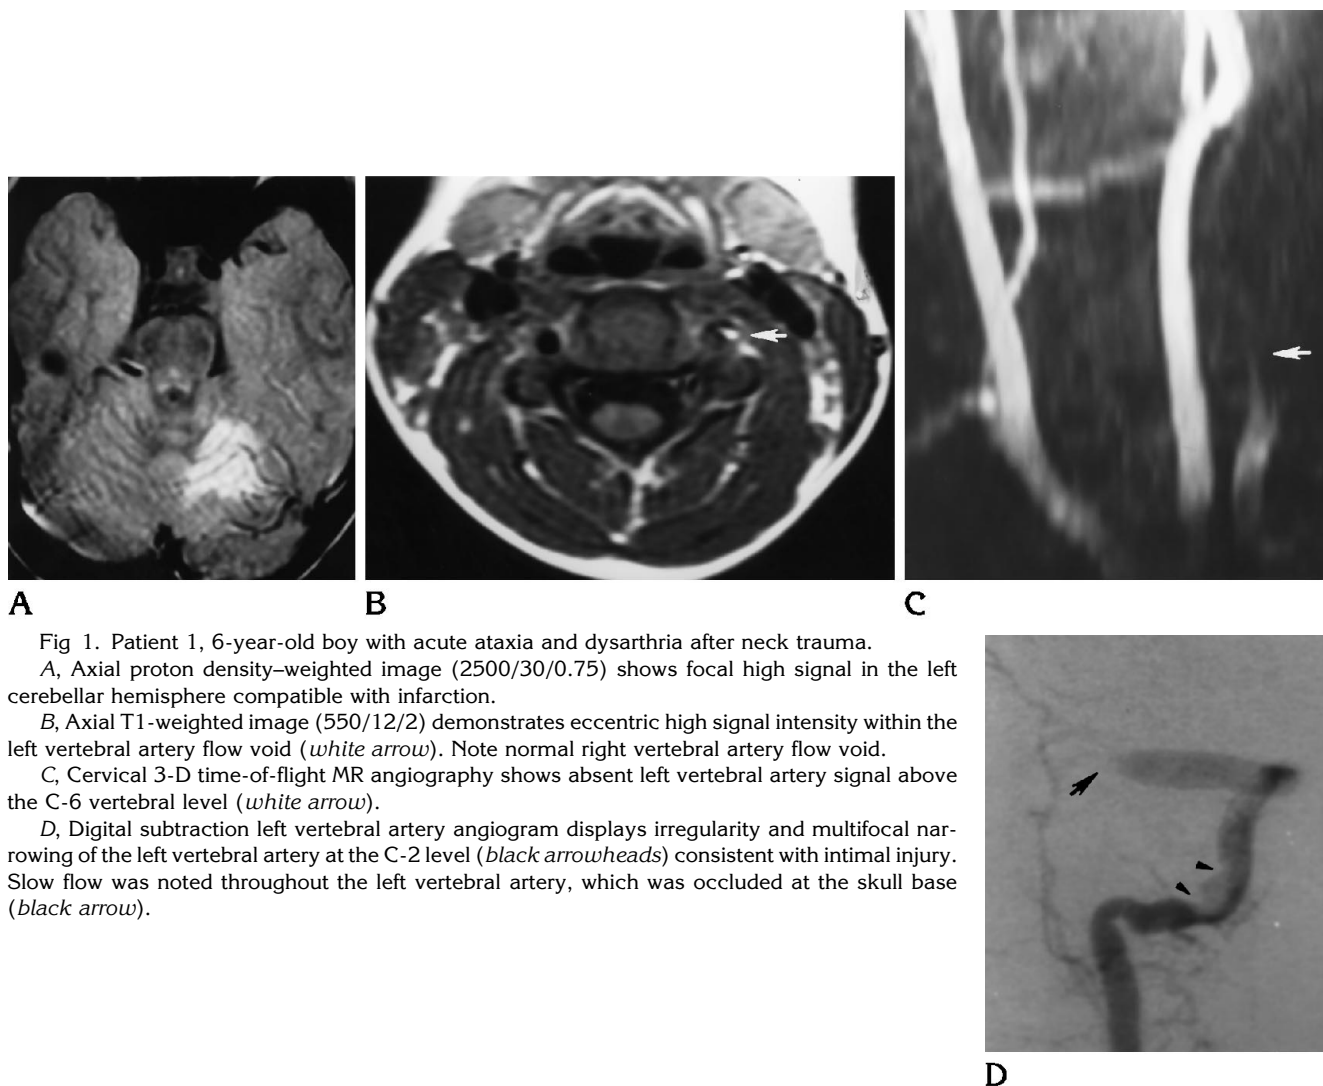 A
B
C
Fig 1. Patient 1, 6-year-old boy with acute ataxia and dysarthria after neck trauma.
A, Axial proton density–weighted image (2500/30/0.75) shows focal high signal in the left
cerebellar hemisphere compatible with infarction.
B, Axial T1-weighted image (550/12/2) demonstrates eccentric high signal intensity within the
left vertebral artery flow void (white arrow). Note normal right vertebral artery flow void.
C, Cervical 3-D time-of-flight MR angiography shows absent left vertebral artery signal above
the C-6 vertebral level (white arrow).
D, Digital subtraction left vertebral artery angiogram displays irregularity and multifocal nar-
rowing of the left vertebral artery at the C-2 level (black arrowheads) consistent with intimal injury.
Slow flow was noted throughout the left vertebral artery, which was occluded at the skull base
(black arrow).
D